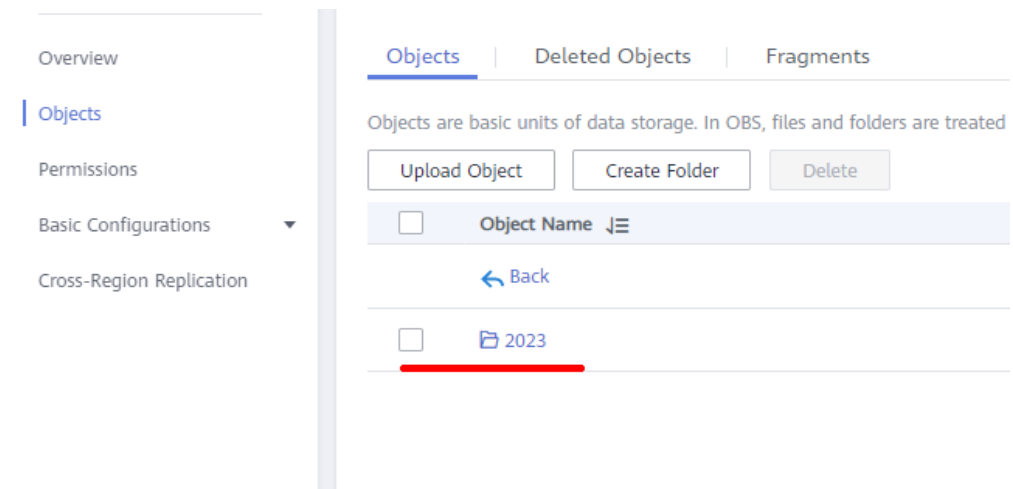 Overview
Objects
Permissions
Basic Configurations
Cross-Region Replication
Objects
Deleted Objects
Fragments
Objects are basic units of data storage. In OBS, files and folders are treated
Upload Object
Create Folder
Delete
Object Name
Back
2023